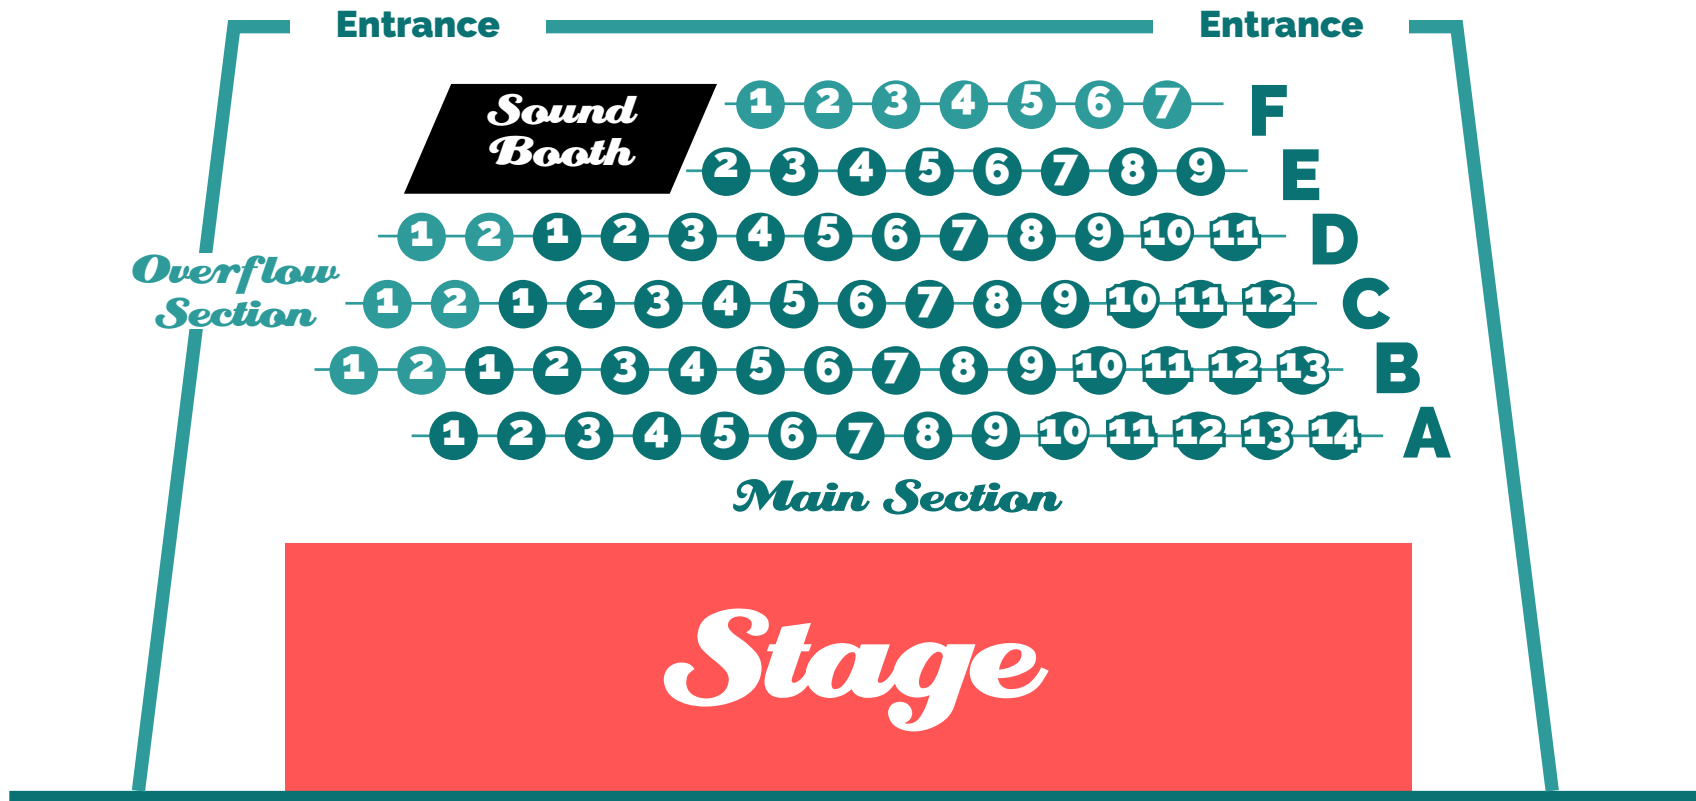 Entrance Entrance
Sound
Booth
1 2 3 4 5 6 7 F
2 3 4 5 6 7 8 9 E
1 2 1 2 3 4 5 6 7 8 9 10 11 D
Overflow
Section
1 2 1 2 3 4 5 6 7 8 9 10 11 12 C
1 2 1 2 3 4 5 6 7 8 9 10 11 12 13 B
1 2 3 4 5 6 7 8 9 10 11 12 13 14 A
Main Section
Stage